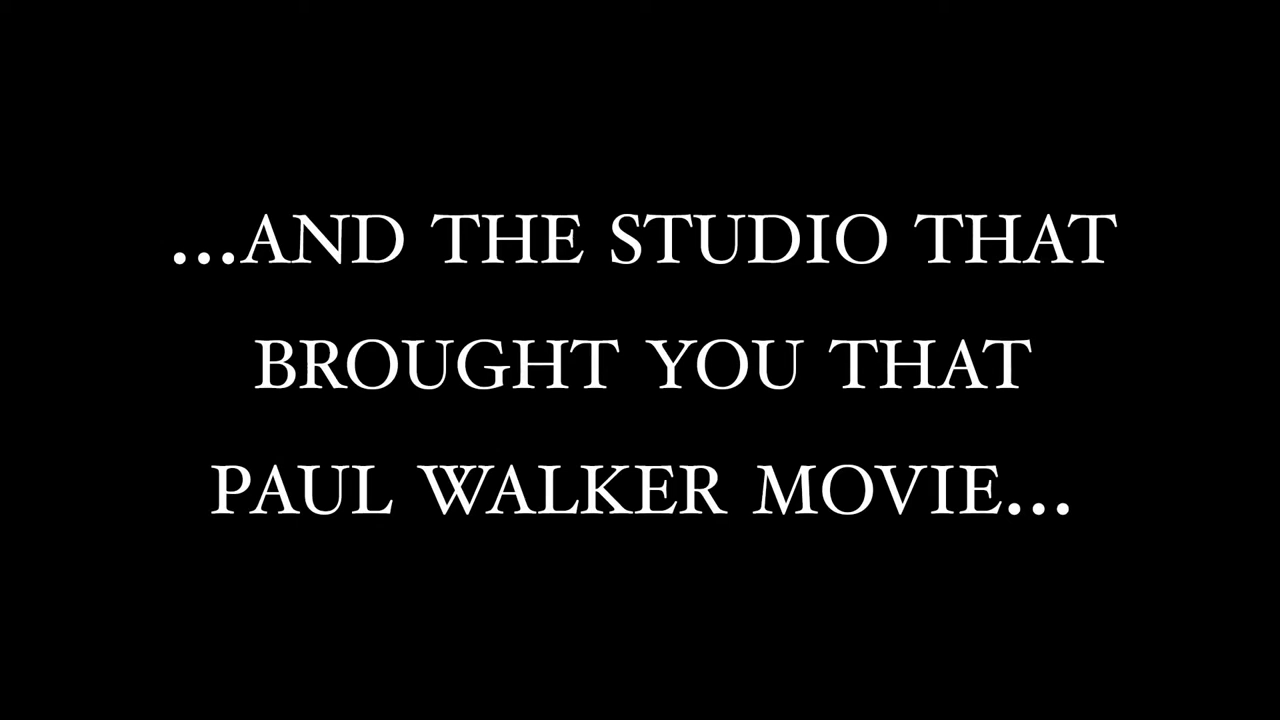 ...AND THE STUDIO THAT
BROUGHT YOU THAT
PAUL WALKER MOVIE...